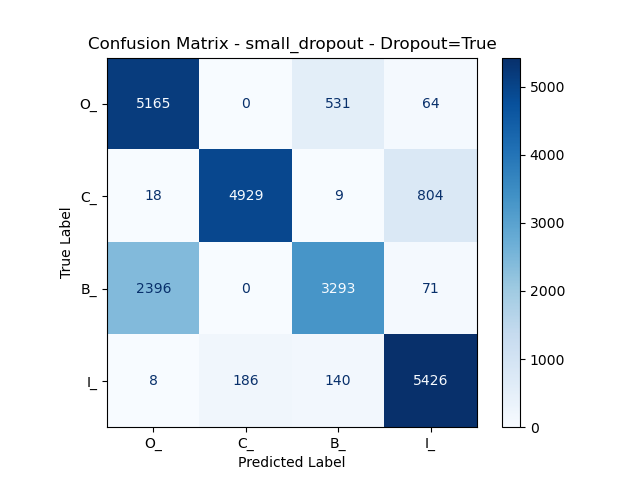 Confusion Matrix - small_dropout - Dropout=True
O_ 5165 0 531 64
C_ 18 4929 9 804
B_ 2396 0 3293 71
I_ 8 186 140 5426
O_ C_ B_ I_
Predicted Label
True Label
5000
4000
3000
2000
1000
0